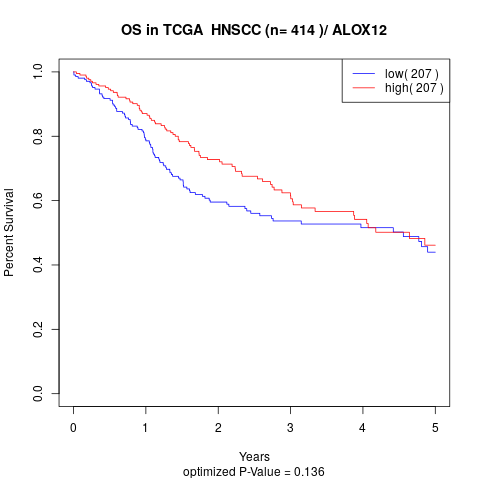 OS in TCGA  HNSCC (n= 414 )/ ALOX12
low( 207 )
high( 207 )
Percent Survival
1.0
0.8
0.6
0.4
0.2
0.0
0 1 2 3 4 5
Years
optimized P-Value = 0.136